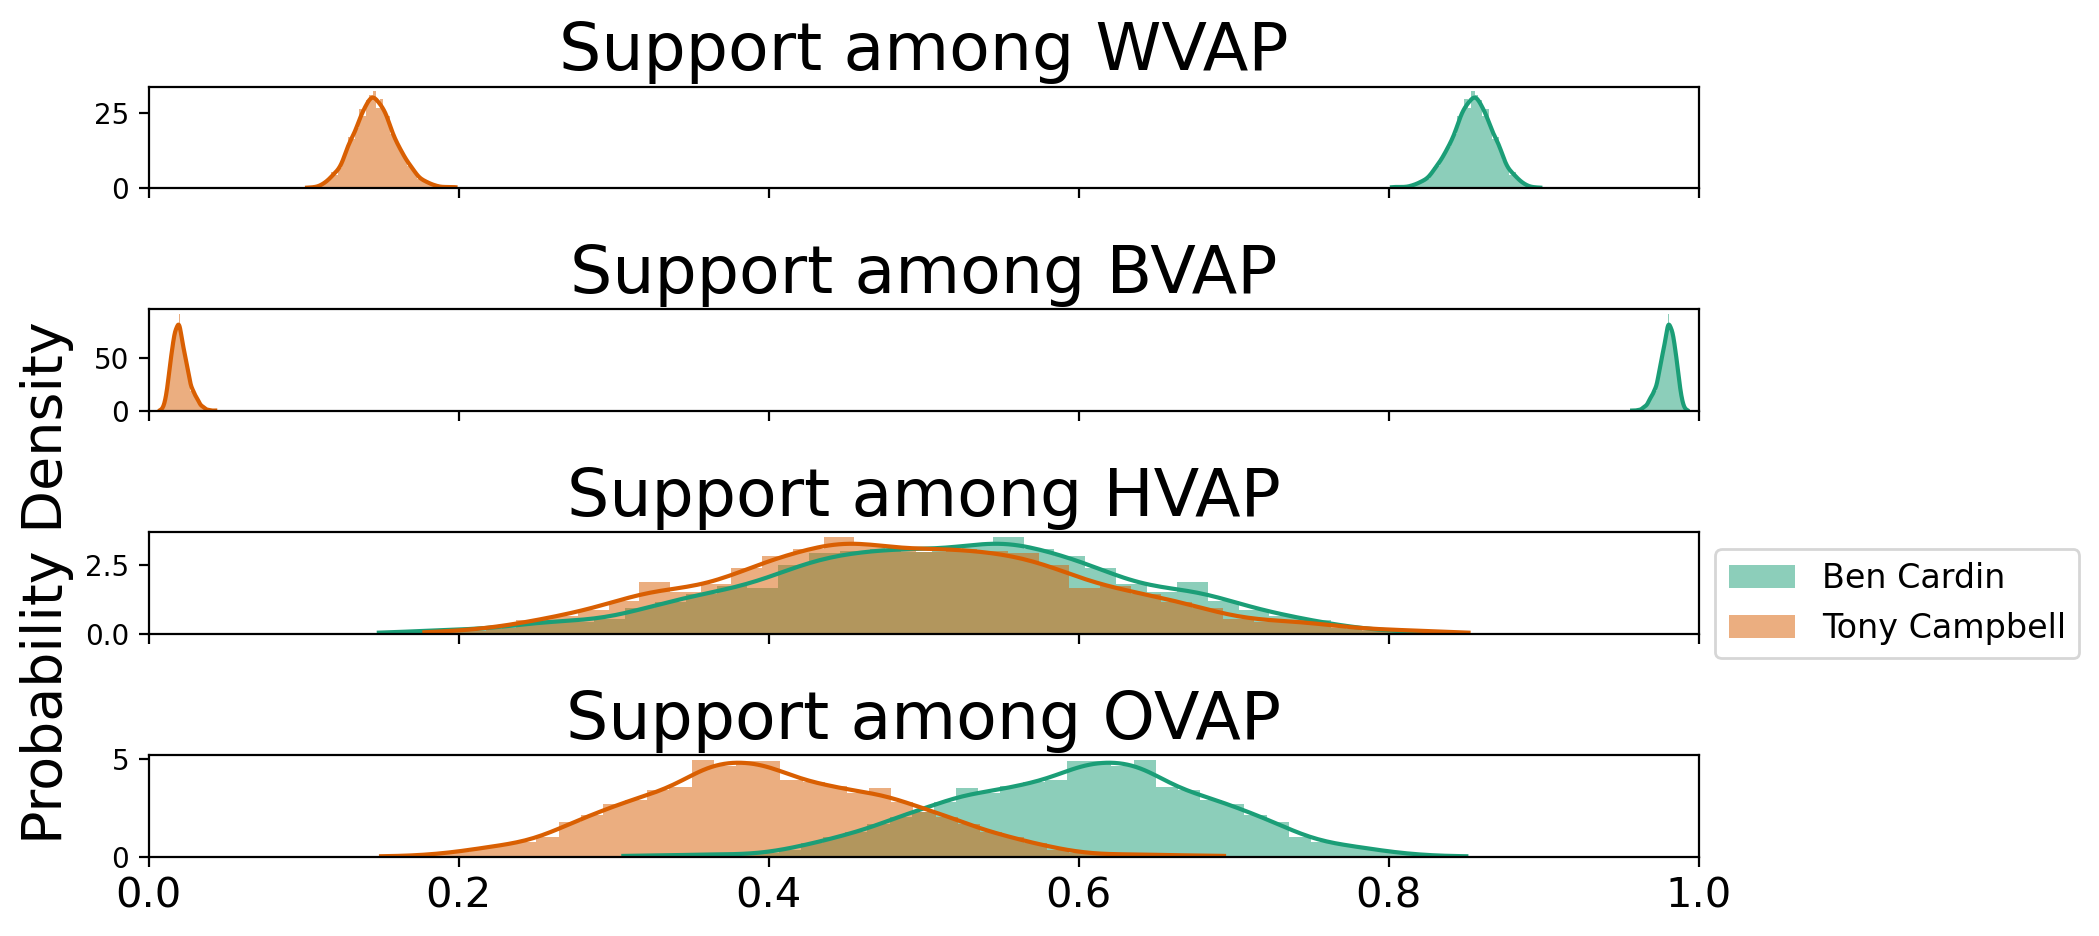 Support among WVAP
25
0
Support among BVAP
50
0
Support among HVAP
2.5
0.0
Support among OVAP
5
0
0.0 0.2 0.4 0.6 0.8 1.0
Probability Density
Ben Cardin
Tony Campbell